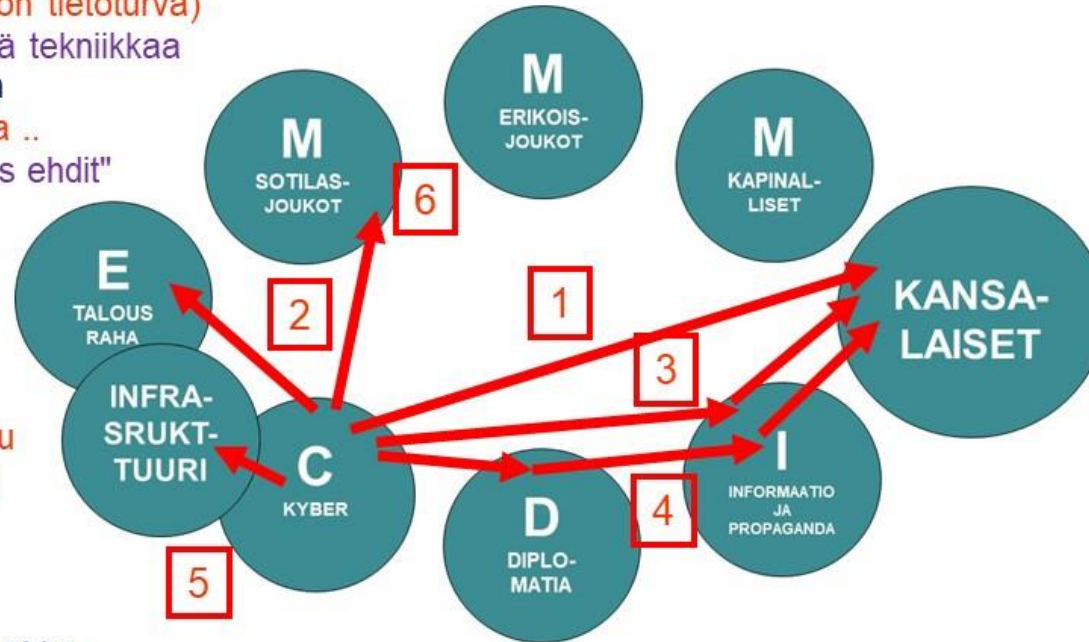 on tietoturva)
ä tekniikkaa
a ..
s ehdit"
M
ERIKOIS-
JOUKOT
M
SOTILAS-
JOUKOT
M
KAPINAL-
LISET
6
E
TALOUS
RAHA
2
1
KANSA-
LAISET
3
INFRA-
SRUKT-
TUURI
u
C
KYBER
I
INFORMAATIO
JA
PROPAGANDA
4
D
DIPLO-
MATIA
5